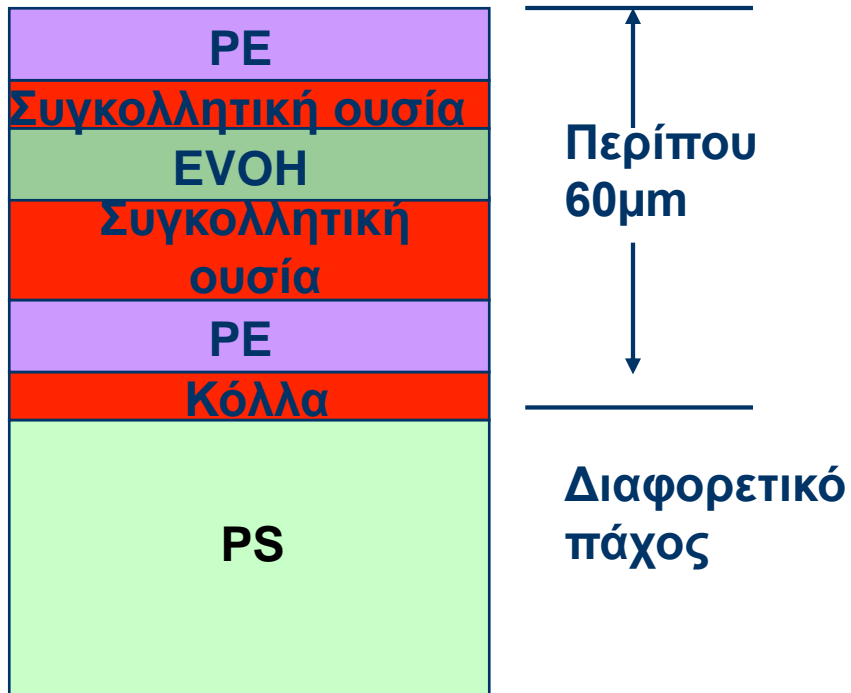 PE
Συγκολλητική ουσία
EVOH
Συγκολλητική
ουσία
PE
Κόλλα
PS
Περίπου
60μm
Διαφορετικό
πάχος